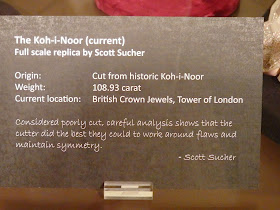 The Koh-i-Noor (current)
Full scale replica by Scott Sucher
Origin: Cut from historic Koh-i-Noor
Weight: 108.93 carat
Current location: British Crown Jewels, Tower of London
Considered poorly cut, careful analysis shows that the
cutter did the best they could to work around flaws and
maintain symmetry.
- Scott Sucher